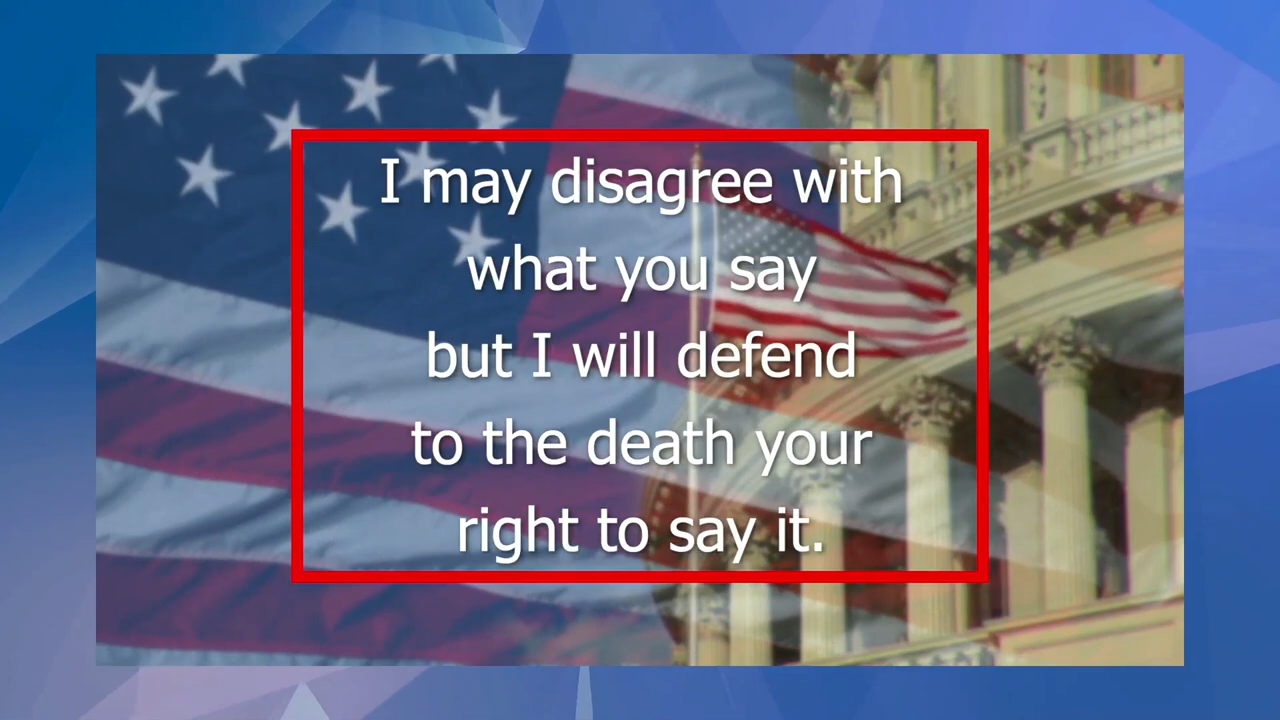 I may disagree with
what you say
but I will defend
to the death your
right to say it.